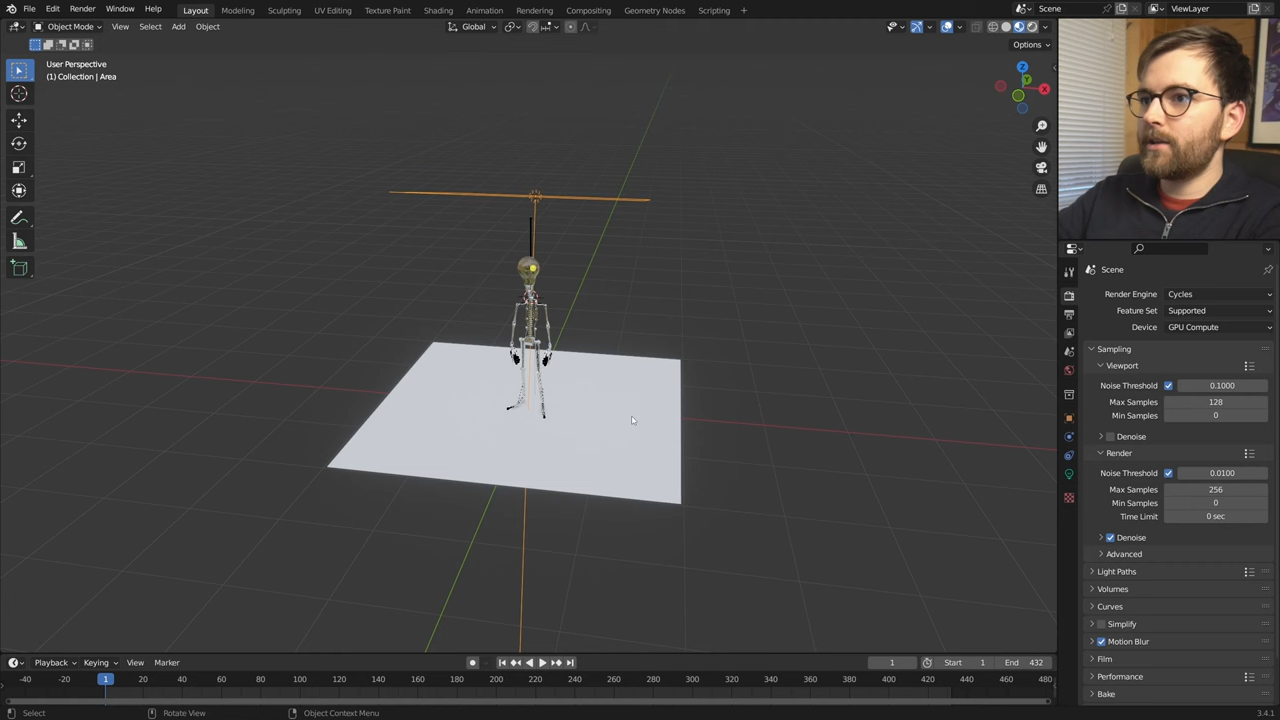 File Edit Render Window Help Layout Modeling Sculpting UV Editing Texture Paint Shading Animation Rendering Compositing Geometry Nodes Scripting Scene ViewLayer
Object Mode View Select Add Object Global
Options
User Perspective
(1) Collection | Area
Z
Y
X
Scene
Render Engine Cycles
Feature Set Supported
Device GPU Compute
Sampling
Viewport
Noise Threshold 0.1000
Max Samples 128
Min Samples 0
Denoise
Render
Noise Threshold 0.0100
Max Samples 256
Min Samples 0
Time Limit 0 sec
Denoise
Advanced
Light Paths
Volumes
Curves
Simplify
Motion Blur
Film
Performance
Bake
Playback Keying View Marker 1 Start 1 End 432
-40 -20 1 20 40 60 80 100 120 140 160 180 200 220 240 260 280 300 320 340 360 380 400 420 440 460 480
Select Rotate View Object Context Menu 3.4.1